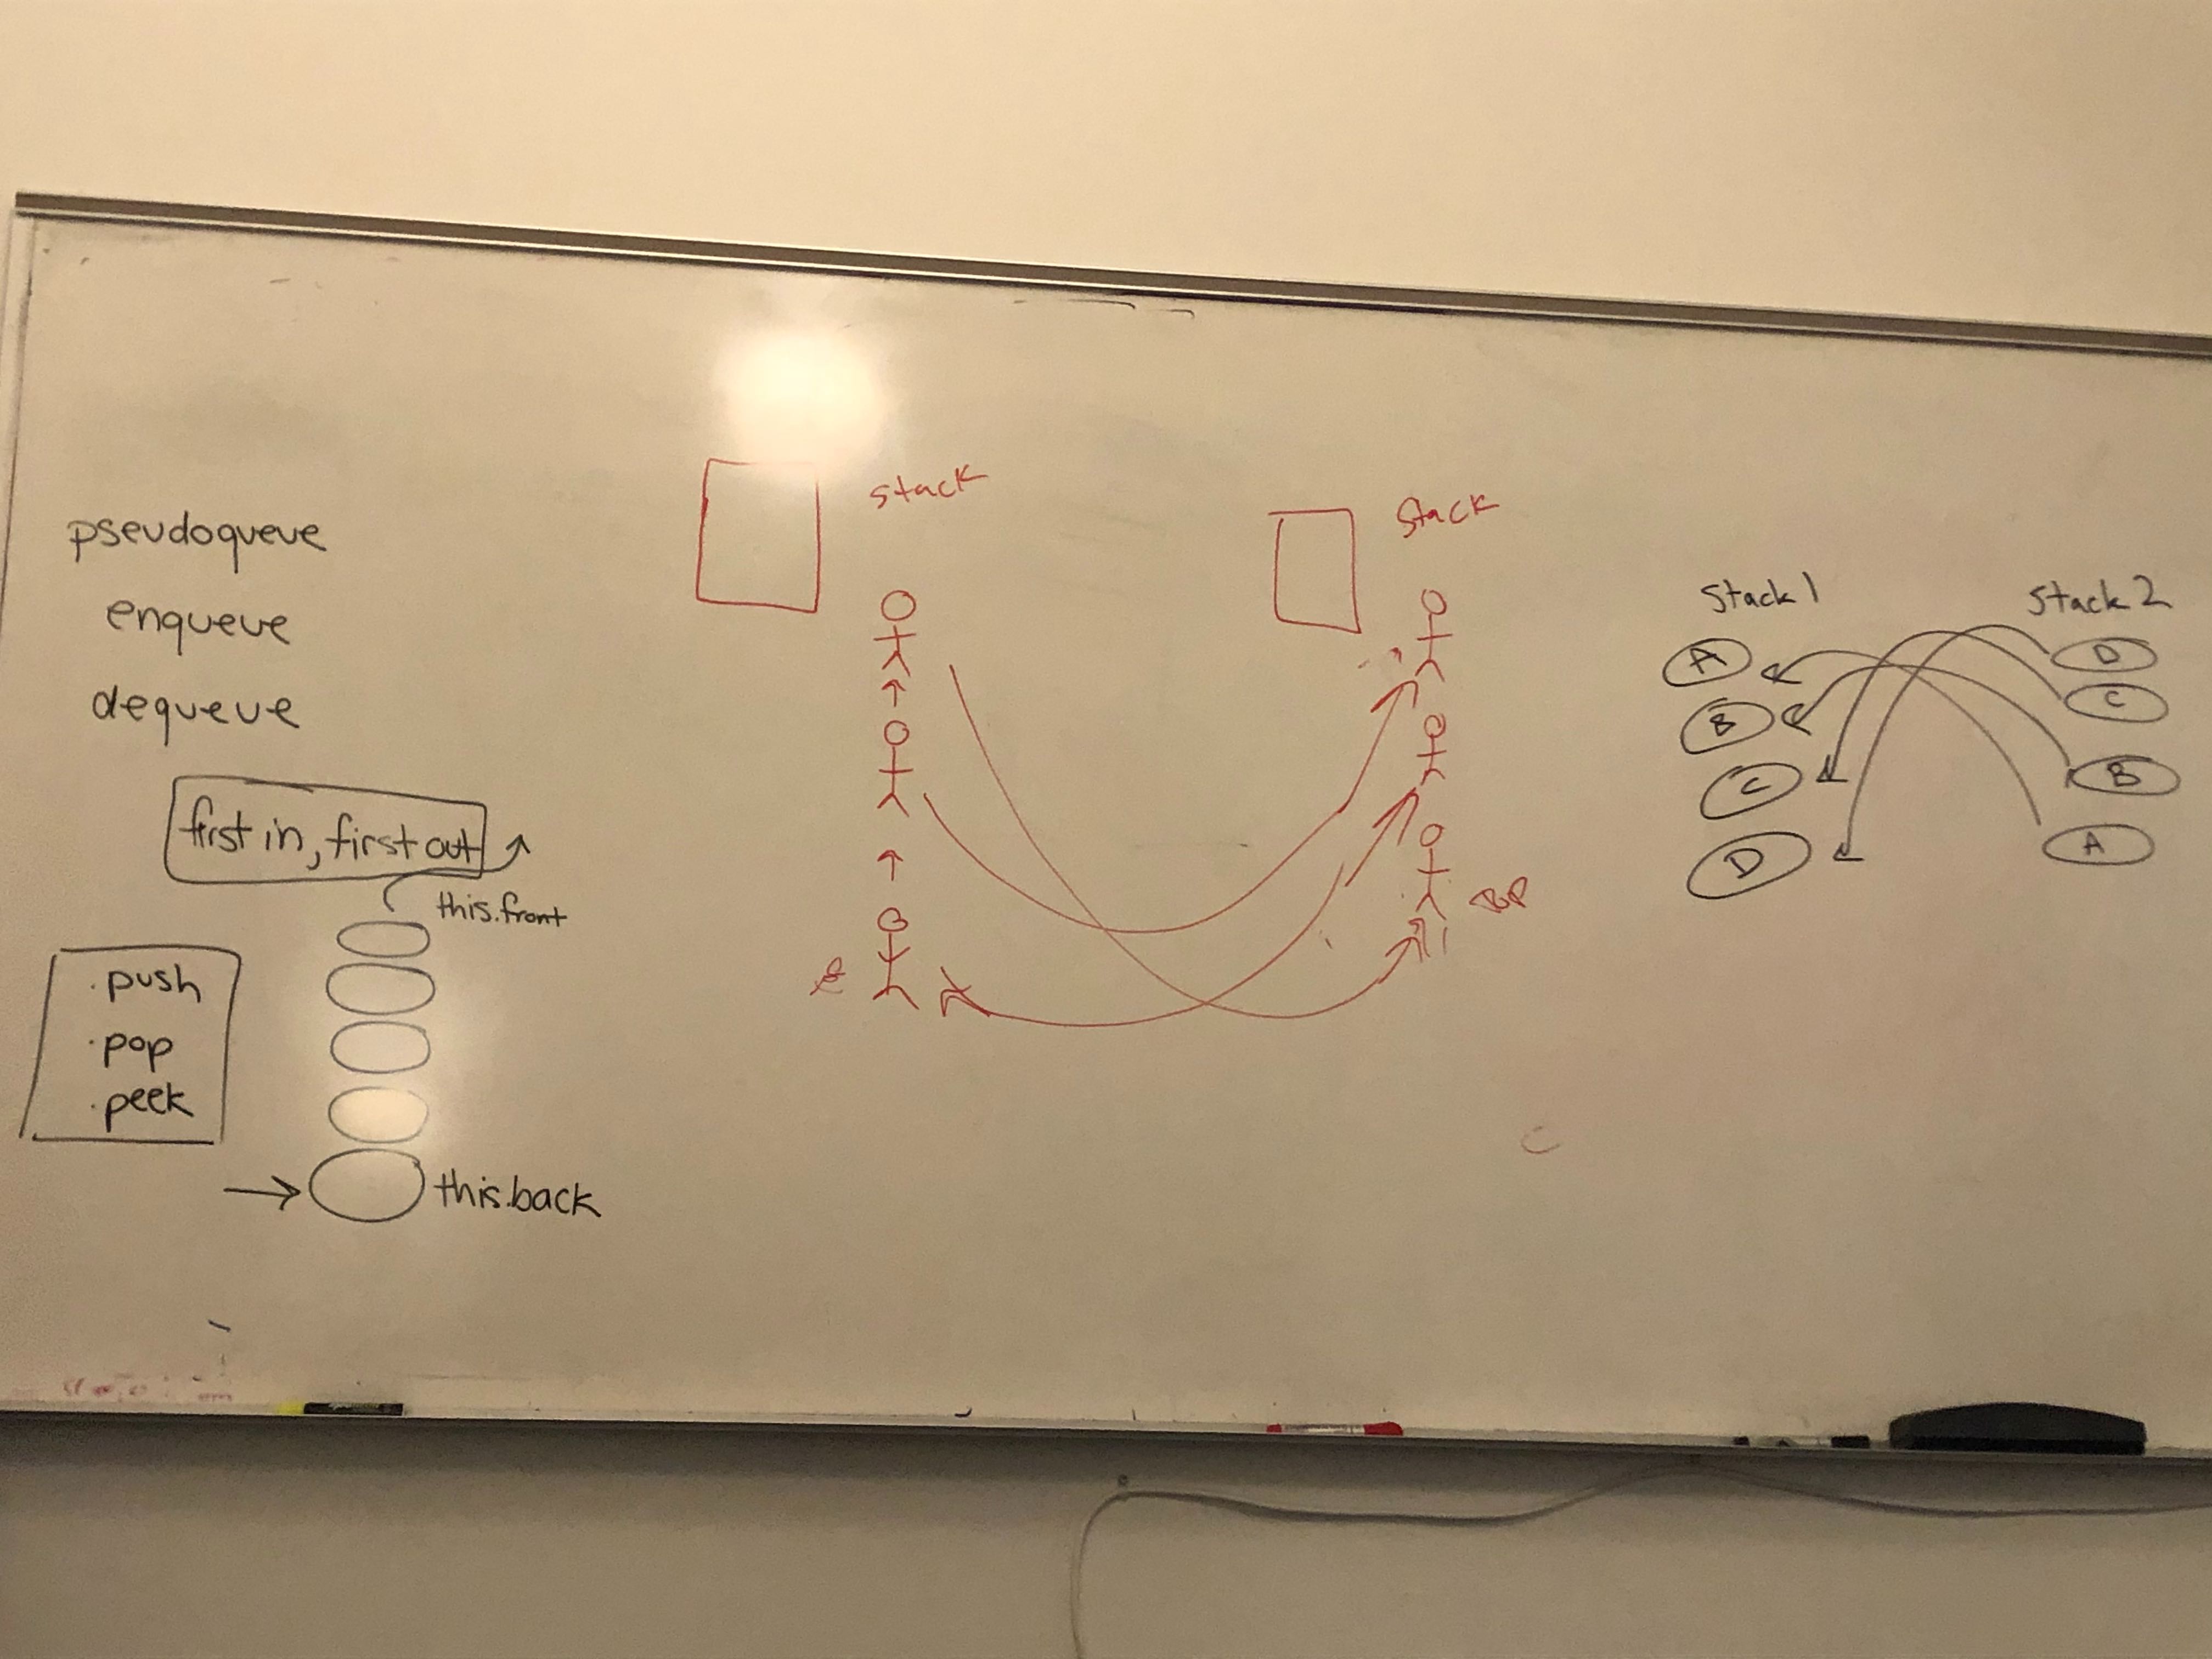 pseudoqueue
enqueue
dequeue
first in, first out
this.front
.push
.pop
.peek
this.back
stack
stack
Stack 1
Stack 2
A
B
C
D
D
C
B
A